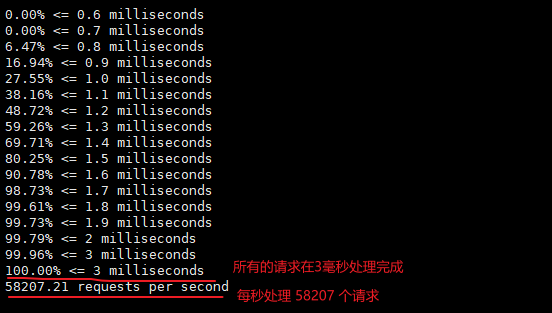 0.00% <= 0.6 milliseconds
0.00% <= 0.7 milliseconds
6.47% <= 0.8 milliseconds
16.94% <= 0.9 milliseconds
27.55% <= 1.0 milliseconds
38.16% <= 1.1 milliseconds
48.72% <= 1.2 milliseconds
59.26% <= 1.3 milliseconds
69.71% <= 1.4 milliseconds
80.25% <= 1.5 milliseconds
90.78% <= 1.6 milliseconds
98.73% <= 1.7 milliseconds
99.61% <= 1.8 milliseconds
99.73% <= 1.9 milliseconds
99.79% <= 2 milliseconds
99.96% <= 3 milliseconds
100.00% <= 3 milliseconds 所有的请求在3毫秒处理完成
58207.21 requests per second 每秒处理 58207 个请求